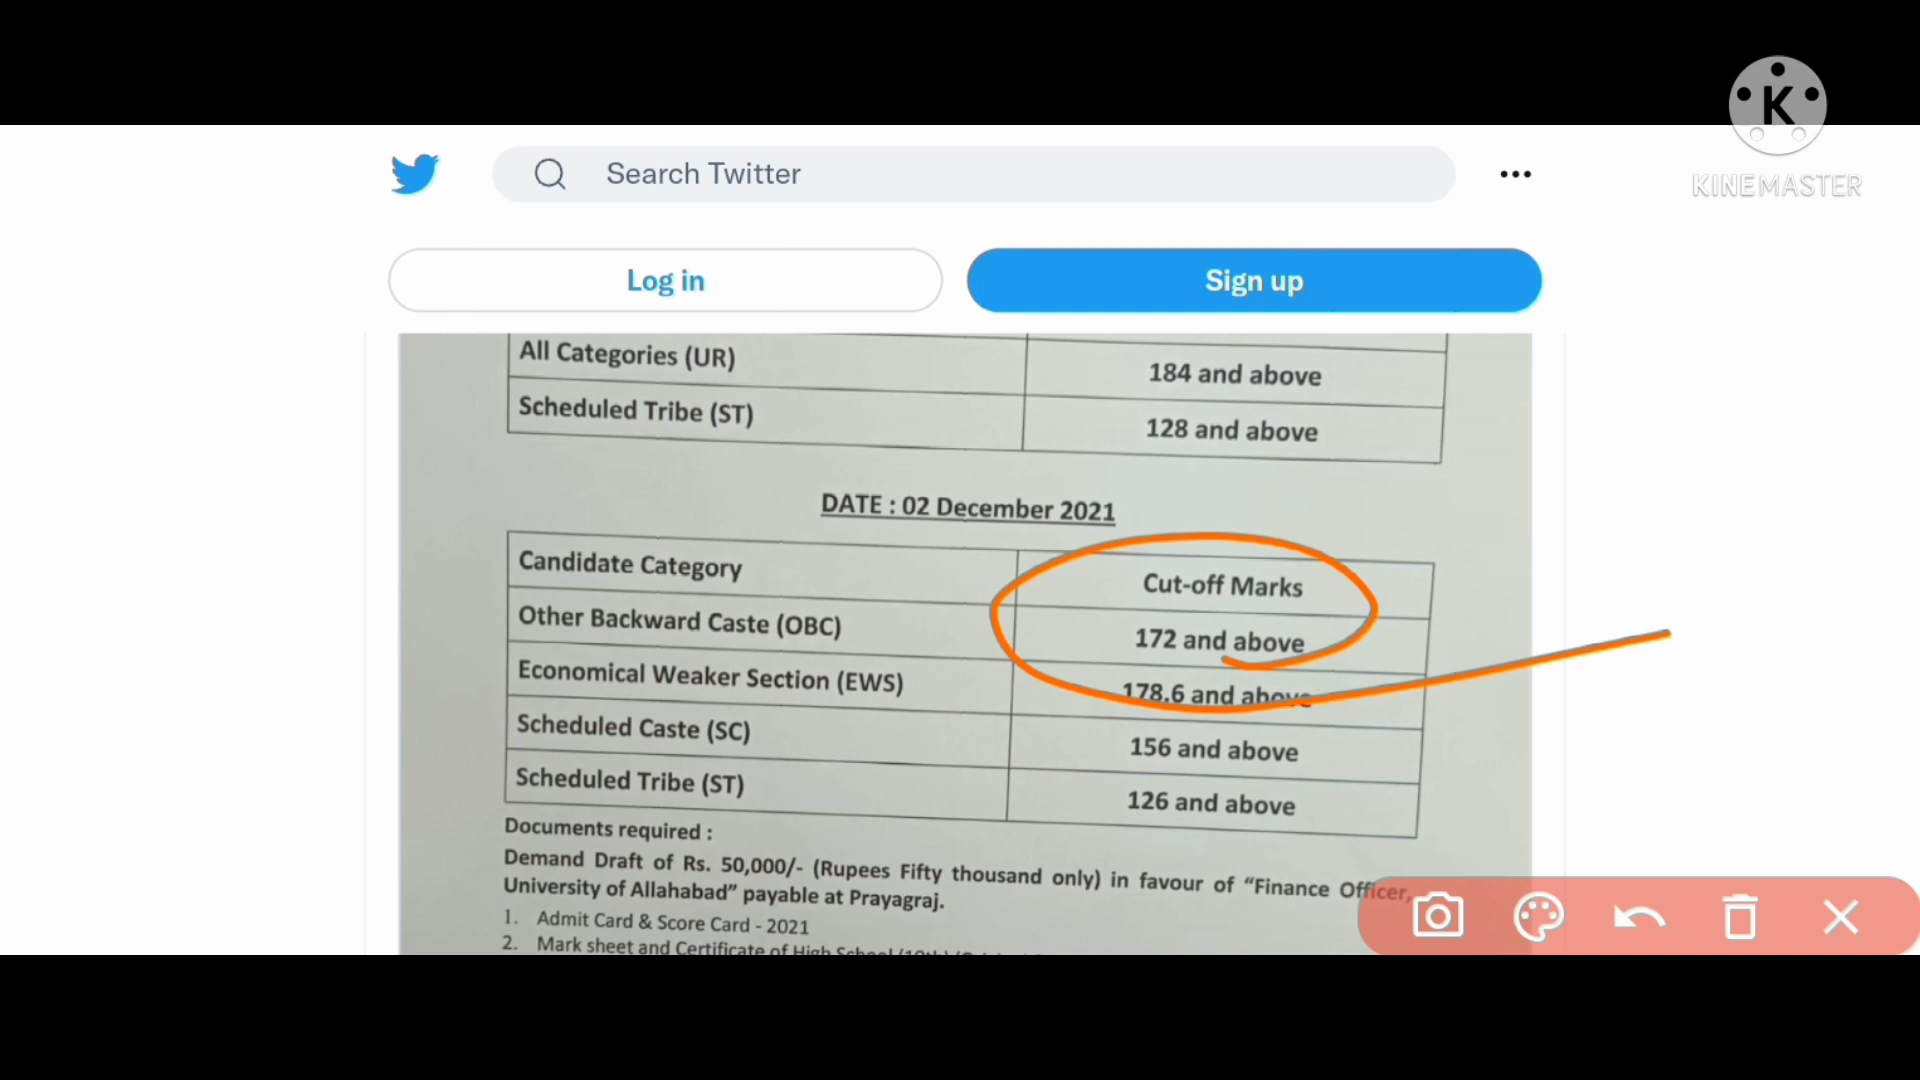 K
KINEMASTER
Search Twitter
Log in
Sign up
All Categories (UR) 184 and above
Scheduled Tribe (ST) 128 and above
DATE : 02 December 2021
Candidate Category Cut-off Marks
Other Backward Caste (OBC) 172 and above
Economical Weaker Section (EWS) 178.6 and above
Scheduled Caste (SC) 156 and above
Scheduled Tribe (ST) 126 and above
Documents required :
Demand Draft of Rs. 50,000/- (Rupees Fifty thousand only) in favour of “Finance Officer,
University of Allahabad” payable at Prayagraj.
1. Admit Card & Score Card - 2021
2. Mark sheet and Certificate of High School (10th)